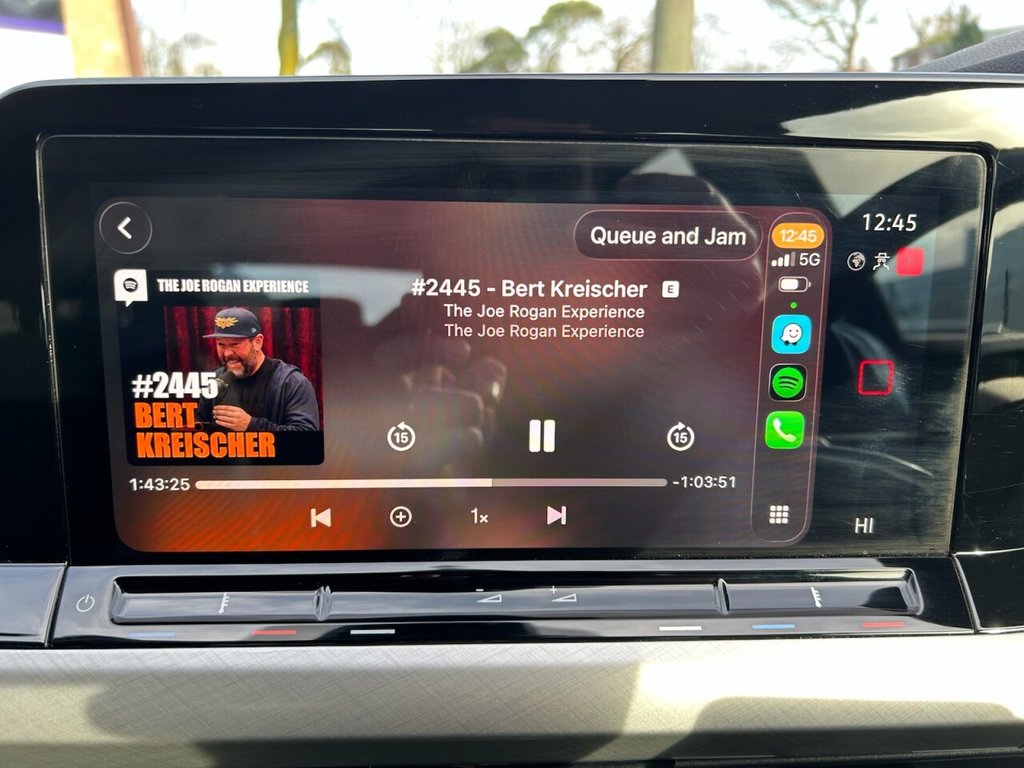 Queue and Jam
12:45
5G
12:45
THE JOE ROGAN EXPERIENCE
#2445
BERT
KREISCHER
#2445 - Bert Kreischer E
The Joe Rogan Experience
The Joe Rogan Experience
15
15
1:43:25
-1:03:51
1x
HI
- +